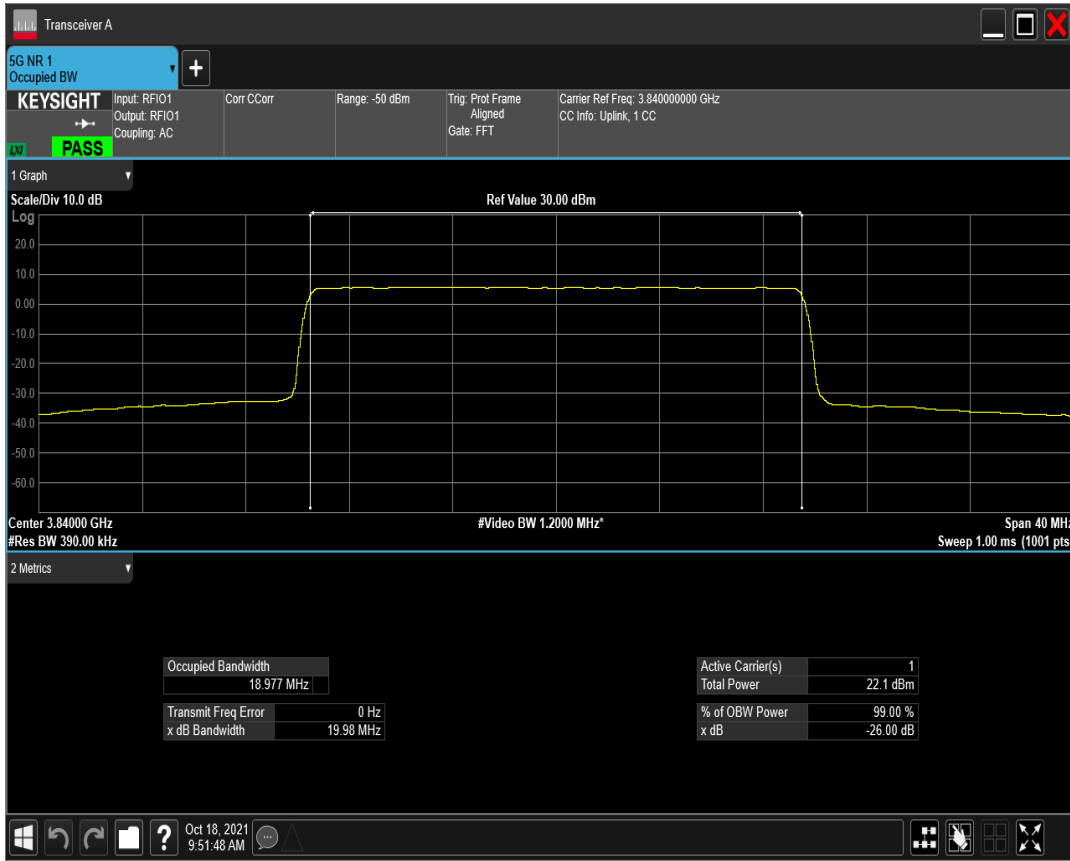 Transceiver A
5G NR 1
Occupied BW
+
KEYSIGHT
LXI
PASS
Input: RFIO1
Output: RFIO1
Coupling: AC
Corr CCorr
Range: -50 dBm
Trig: Prot Frame
Aligned
Gate: FFT
Carrier Ref Freq: 3.840000000 GHz
CC Info: Uplink, 1 CC
1 Graph
Scale/Div 10.0 dB
Ref Value 30.00 dBm
Log
20.0
10.0
0.00
-10.0
-20.0
-30.0
-40.0
-50.0
-60.0
Center 3.84000 GHz
#Video BW 1.2000 MHz*
Span 40 MHz
#Res BW 390.00 kHz
Sweep 1.00 ms (1001 pts
2 Metrics
Occupied Bandwidth
18.977 MHz
Transmit Freq Error 0 Hz
x dB Bandwidth 19.98 MHz
Active Carrier(s) 1
Total Power 22.1 dBm
% of OBW Power 99.00 %
x dB -26.00 dB
?
Oct 18, 2021
9:51:48 AM